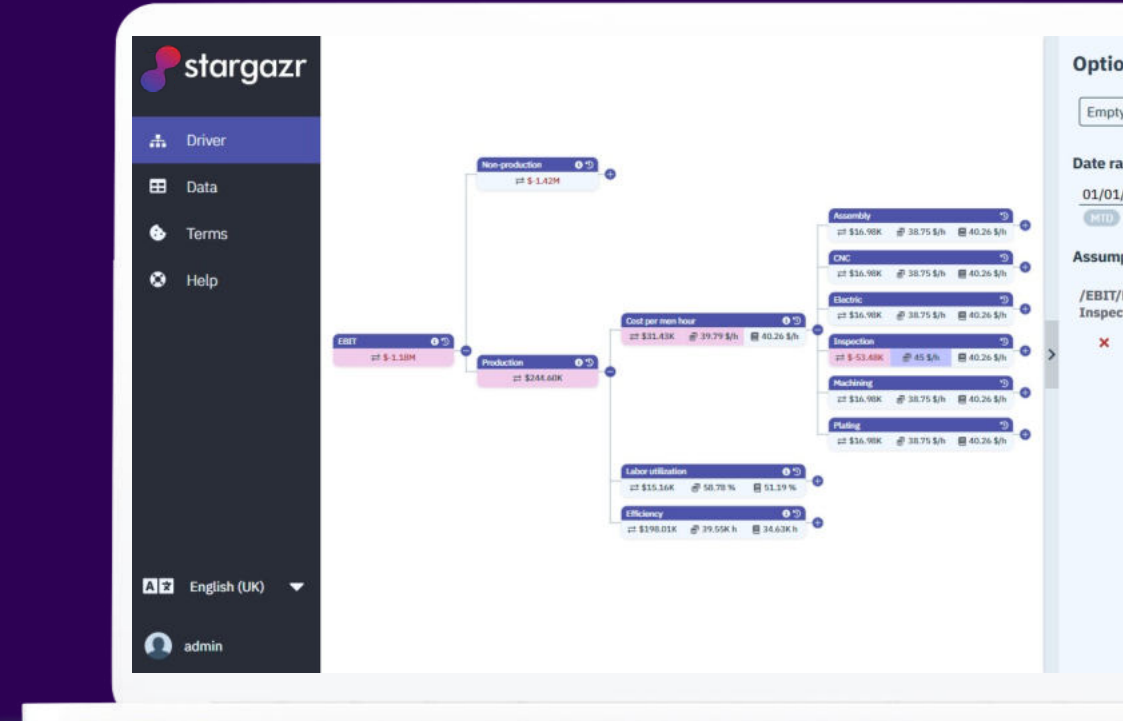 stargazr
Driver
Data
Terms
Help
English (UK)
admin
EBIT
$-1.18M
Non-production
$-1.42M
Production
$244.60K
Cost per men hour
$31.43K 39.79 $/h 40.26 $/h
Labor utilization
$15.16K 58.78 % 51.19 %
Efficiency
$198.01K 39.55K h 34.63K h
Assembly
$16.98K 38.75 $/h 40.26 $/h
CNC
$16.98K 38.75 $/h 40.26 $/h
Electric
$16.98K 38.75 $/h 40.26 $/h
Inspection
$-53.48K 45 $/h 40.26 $/h
Machining
$16.98K 38.75 $/h 40.26 $/h
Plating
$16.98K 38.75 $/h 40.26 $/h
Optio
Empty
Date ra
01/01/
MTD
Assump
/EBIT/
Inspec